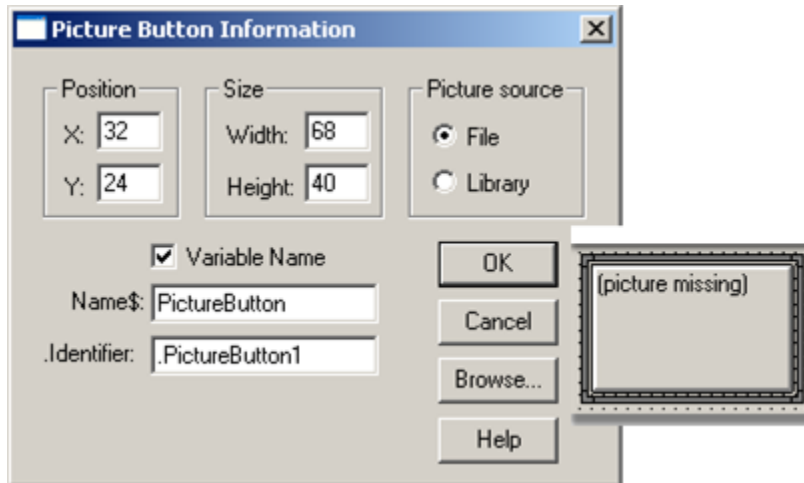 Picture Button Information
Position
Size
Picture source
X: 32
Width: 68
File
Y: 24
Height: 40
Library
Variable Name
OK
(picture missing)
Name$: PictureButton
Cancel
.Identifier: .PictureButton1
Browse...
Help